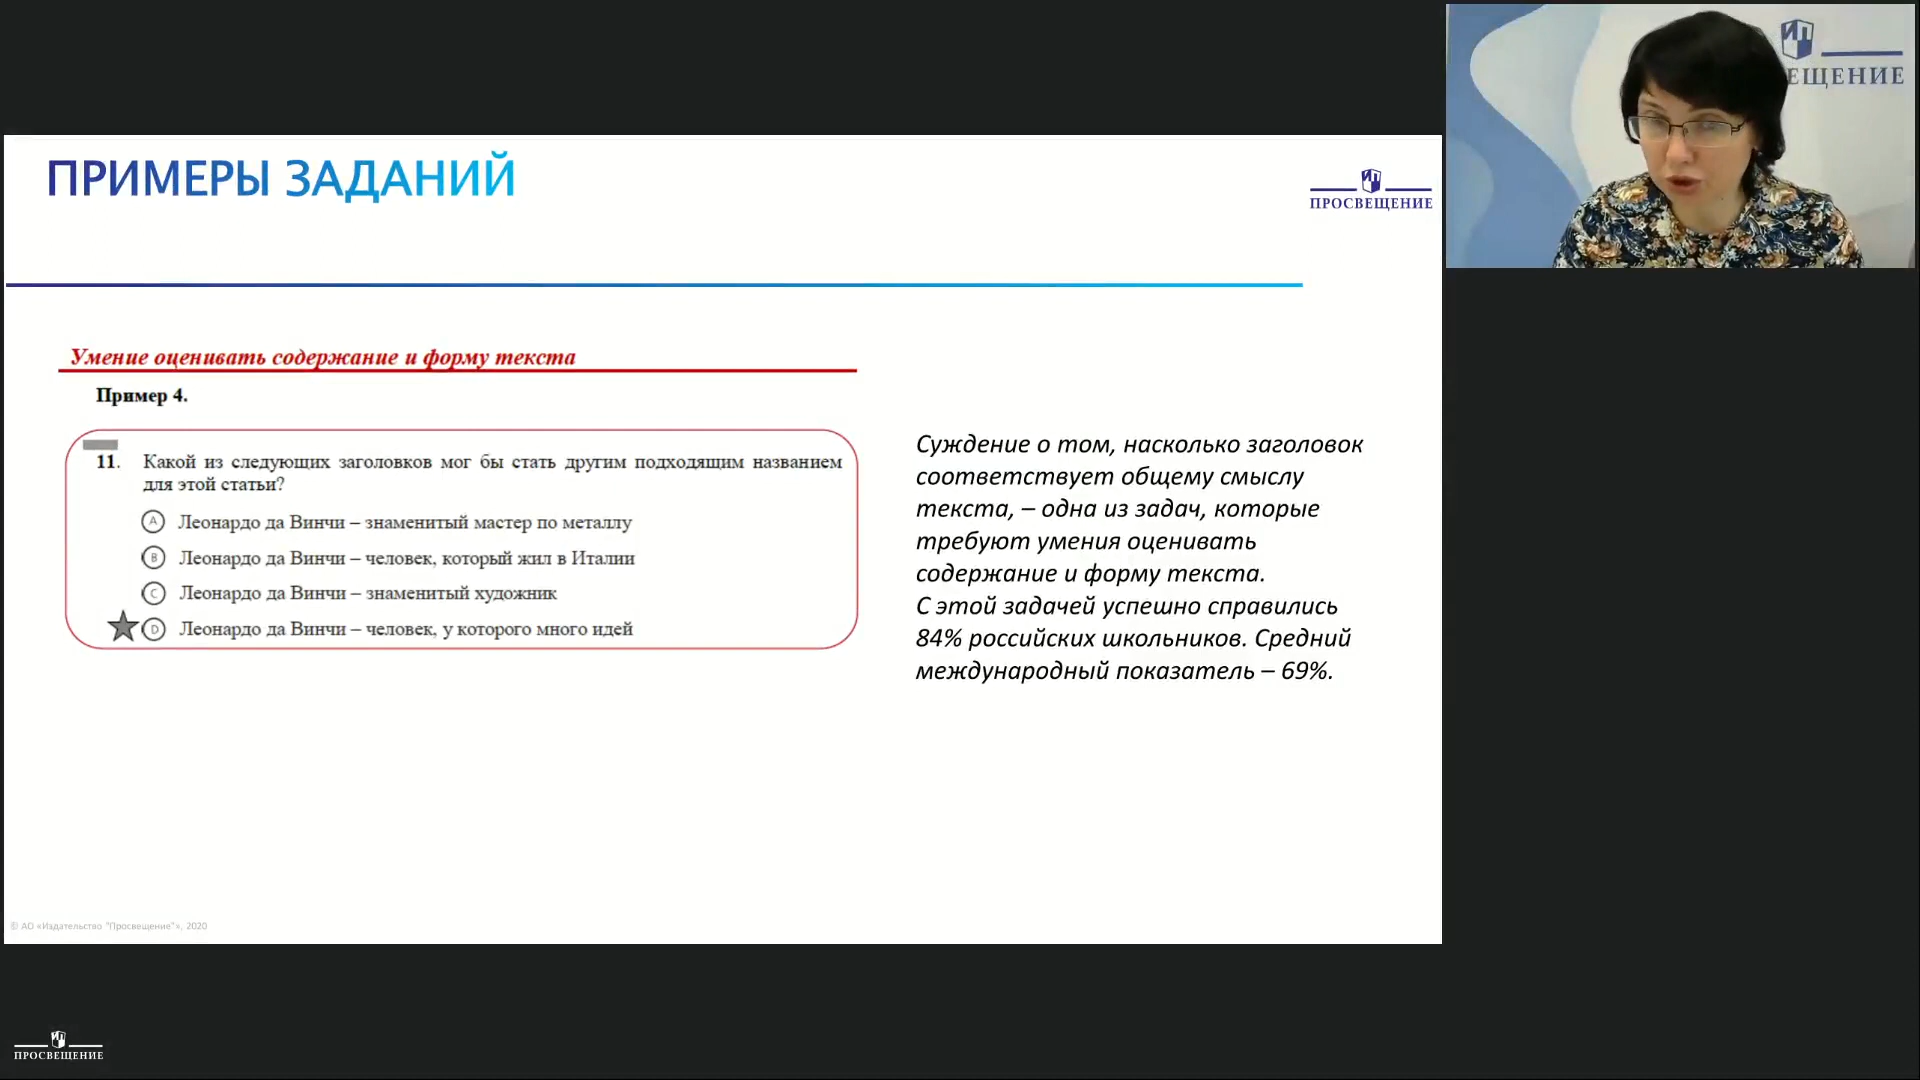 ПРИМЕРЫ ЗАДАНИЙ
ПРОСВЕЩЕНИЕ
ЕЩЕНИЕ
Умение оценивать содержание и форму текста
Пример 4.
11. Какой из следующих заголовков мог бы стать другим подходящим названием
для этой статьи?
A Леонардо да Винчи – знаменитый мастер по металлу
B Леонардо да Винчи – человек, который жил в Италии
C Леонардо да Винчи – знаменитый художник
D Леонардо да Винчи – человек, у которого много идей
Суждение о том, насколько заголовок
соответствует общему смыслу
текста, – одна из задач, которые
требуют умения оценивать
содержание и форму текста.
С этой задачей успешно справились
84% российских школьников. Средний
международный показатель – 69%.
© АО «Издательство "Просвещение"», 2020
ПРОСВЕЩЕНИЕ